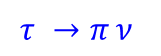 τ → π ν